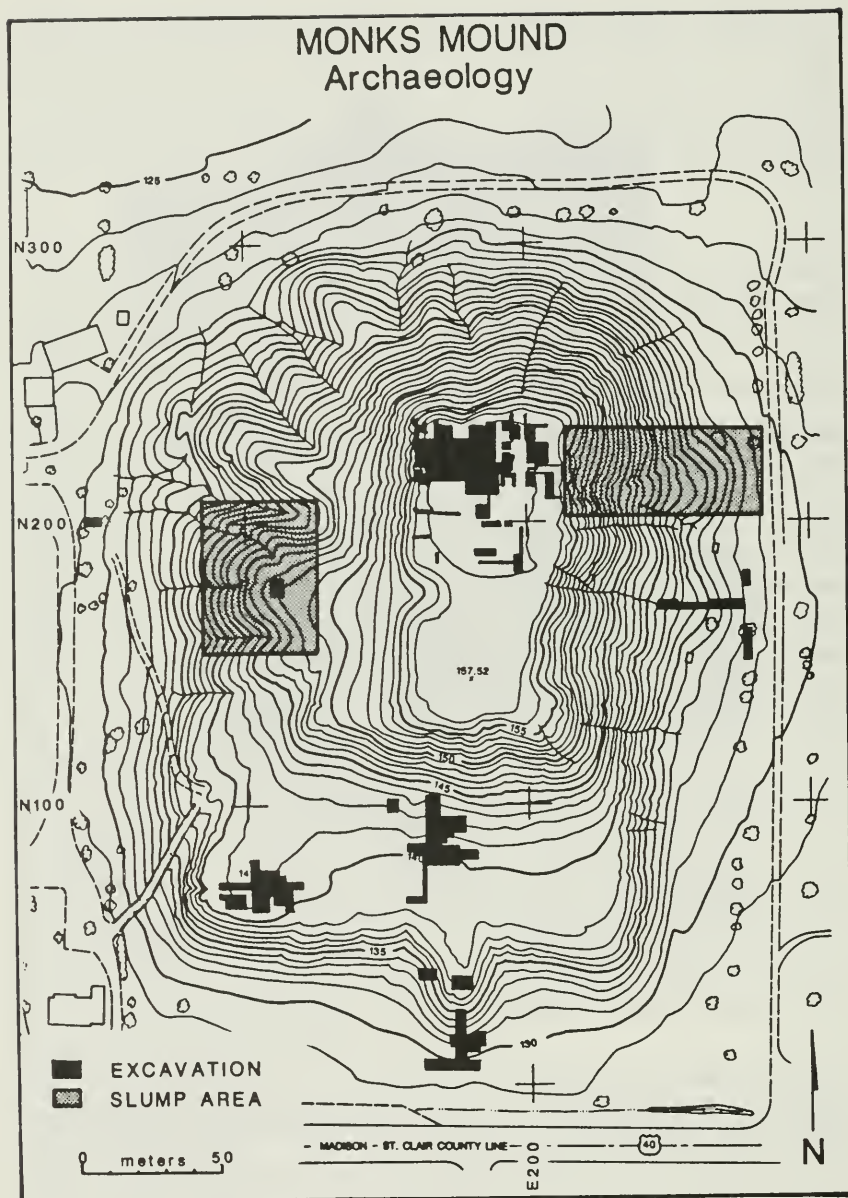 MONKS MOUND
Archaeology
125
N300
N200
157.52
155
150
145
N100
140
14
3
135
130
EXCAVATION
SLUMP AREA
0 meters 50
MADISON - ST. CLAIR COUNTY LINE
40
E200
N